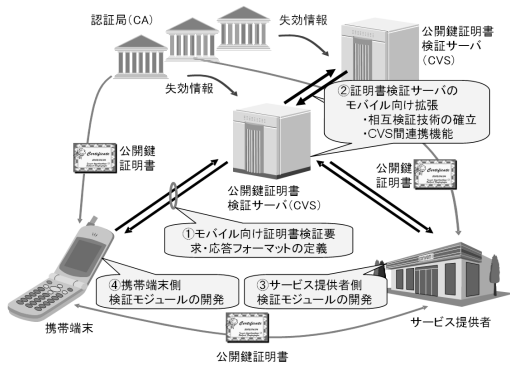 認証局(CA)
失効情報
公開鍵証明書
検証サーバ
(CVS)
失効情報
②証明書検証サーバの
モバイル向け拡張
・相互検証技術の確立
・CVS間連携機能
公開鍵
証明書
公開鍵
証明書
公開鍵証明書
検証サーバ(CVS)
①モバイル向け証明書検証要
求・応答フォーマットの定義
④携帯端末側
検証モジュールの開発
③サービス提供者側
検証モジュールの開発
携帯端末
サービス提供者
Certificate
公開鍵証明書